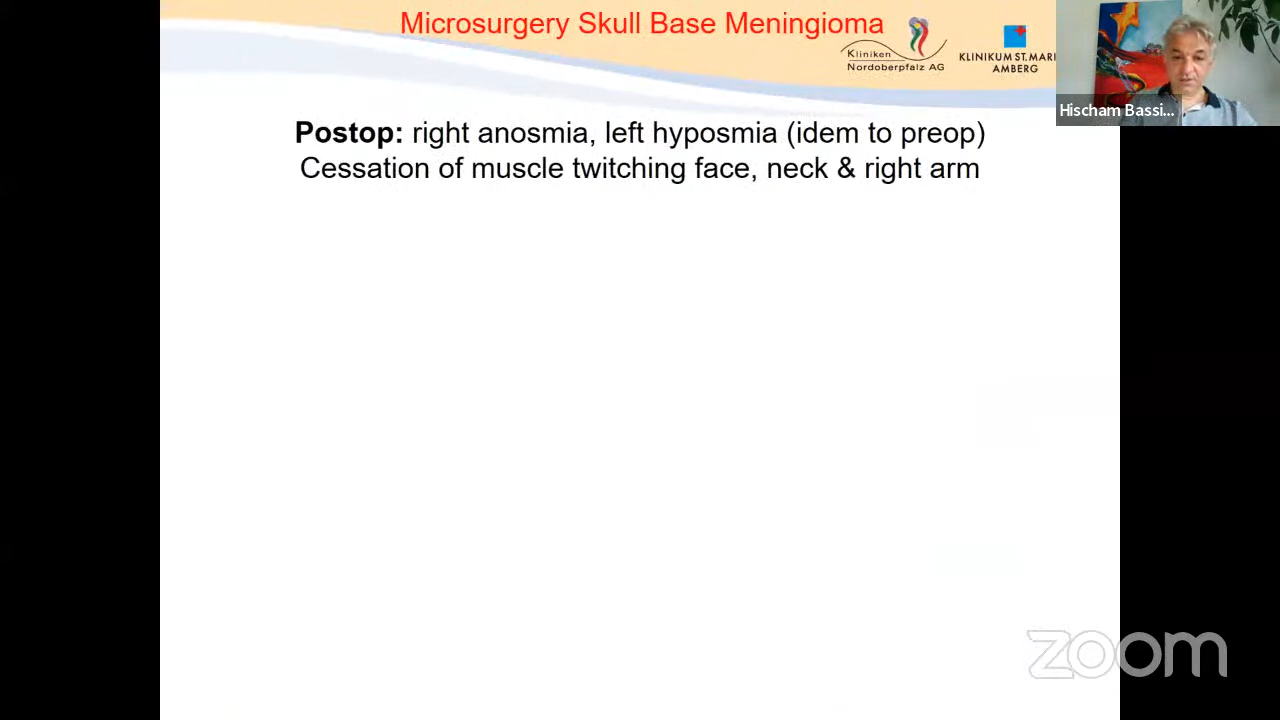 Microsurgery Skull Base Meningioma
Kliniken
Nordoberpfalz AG
KLINIKUM ST.MARI
AMBERG
Hischam Bassi...
Postop: right anosmia, left hyposmia (idem to preop)
Cessation of muscle twitching face, neck & right arm
zoom